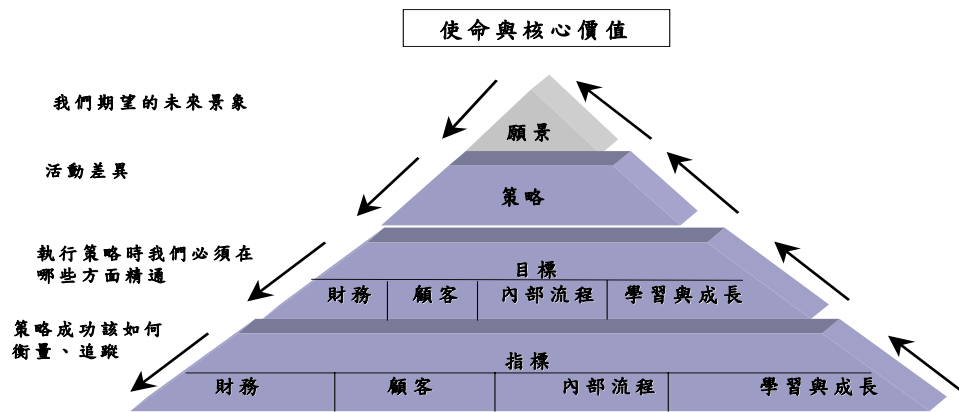 使命與核心價值
我們期望的未來景象
願景
活動差異
策略
執行策略時我們必須在
哪些方面精通
目標
財務 顧客 內部流程 學習與成長
策略成功該如何
衡量、追蹤
指標
財務 顧客 內部流程 學習與成長